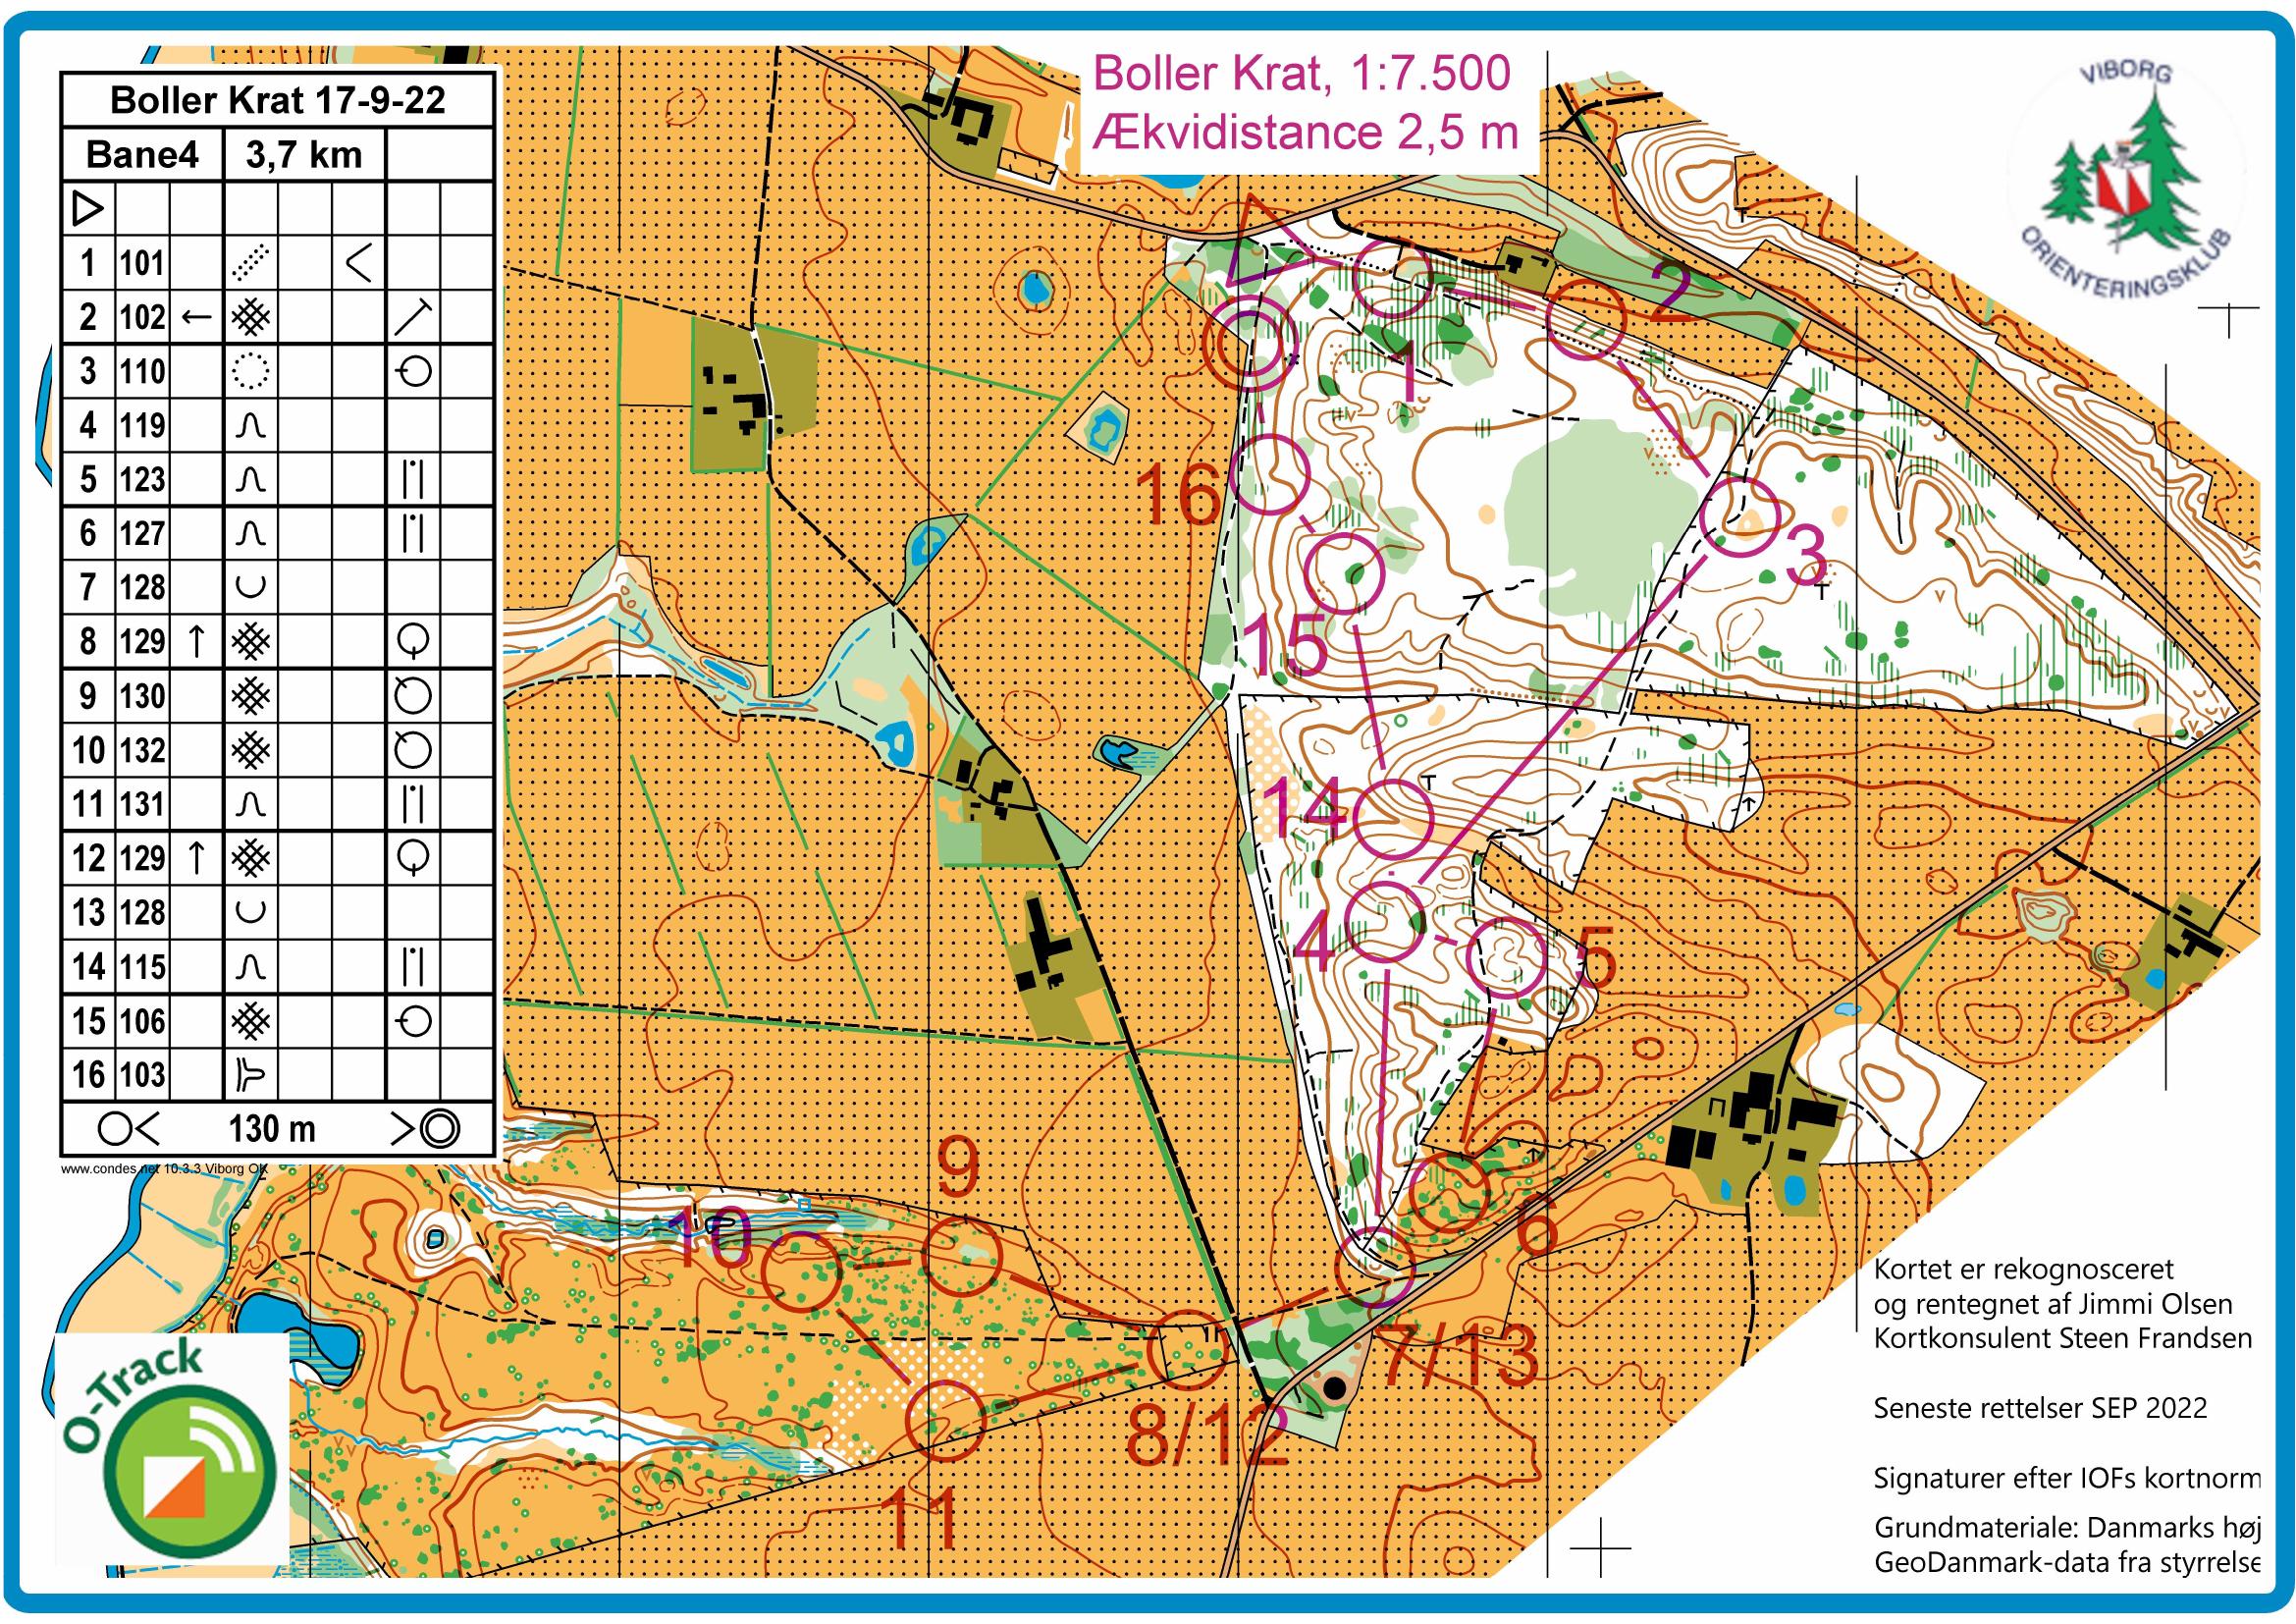 Boller Krat, 1:7.500
Ækvidistance 2,5 m
VIBORG
ORIENTERINGSKLUB
Boller Krat 17-9-22
Bane4 3,7 km
1 101
2 102
3 110
4 119
5 123
6 127
7 128
8 129
9 130
10 132
11 131
12 129
13 128
14 115
15 106
16 103
130 m
www.condes.net 10.3.3 Viborg OK
1
2
3
16
15
14
4
5
6
9
10
7/13
8/12
11
O-Track
Kortet er rekognosceret
og rentegnet af Jimmi Olsen
Kortkonsulent Steen Frandsen
Seneste rettelser SEP 2022
Signaturer efter IOFs kortnorm
Grundmateriale: Danmarks høj
GeoDanmark-data fra styrrelse